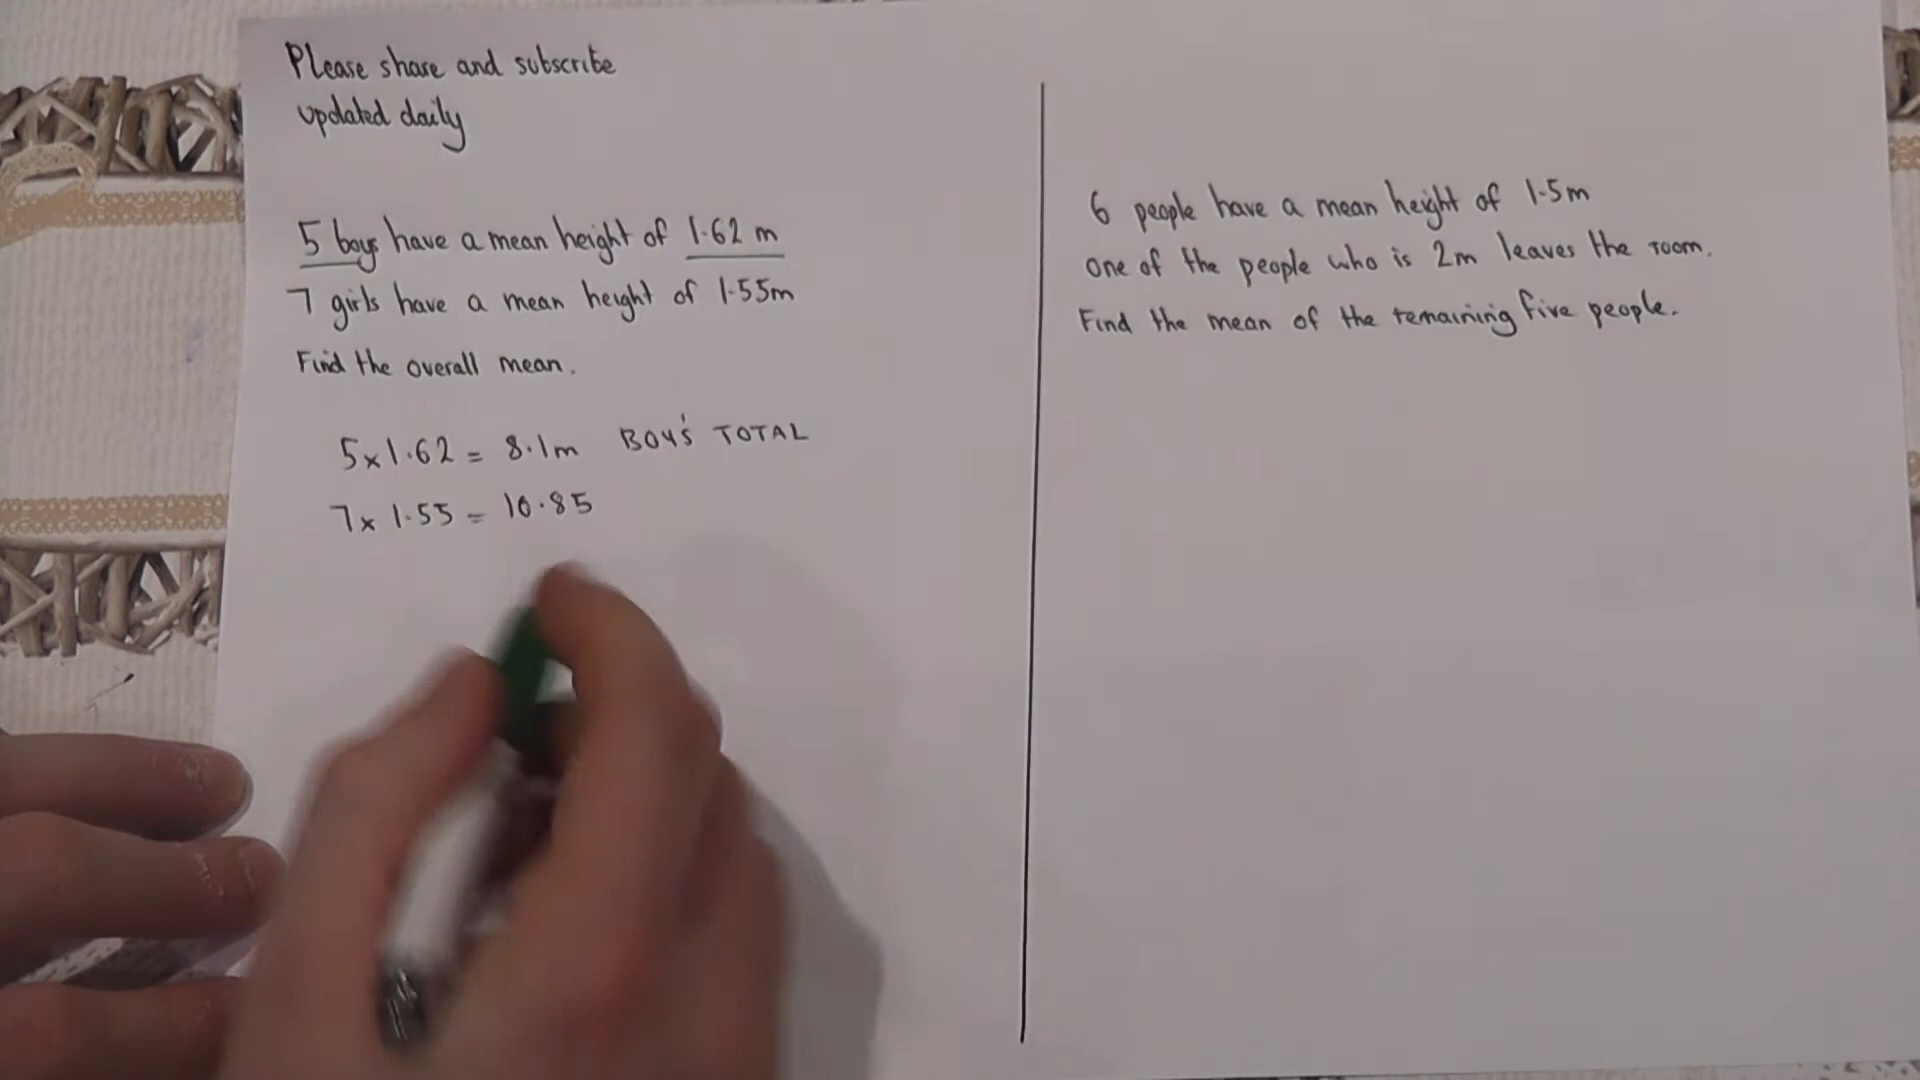 Please share and subscribe
updated daily
5 boys have a mean height of 1.62 m
7 girls have a mean height of 1.55m
Find the overall mean.
5x1.62 = 8.1m BOY'S TOTAL
7x 1.55 = 10.85
6 people have a mean height of 1.5m
one of the people who is 2m leaves the room.
Find the mean of the remaining five people.